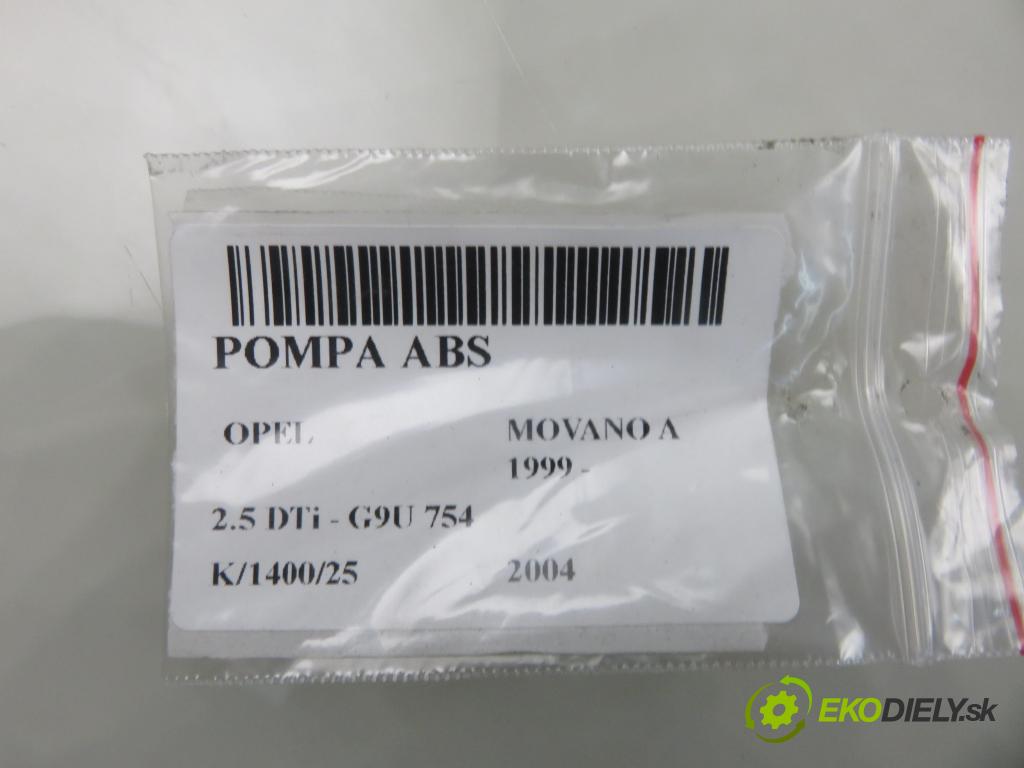 POMPA ABS
OPEL MOVANO A
1999 -
2.5 DTi - G9U 754
K/1400/25 2004
EKODIELY.sk